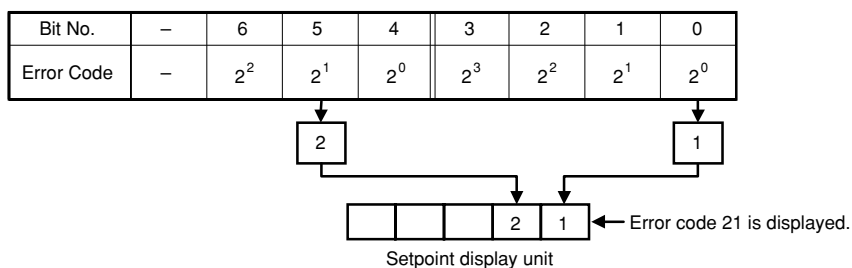 Bit No. – 6 5 4 3 2 1 0
Error Code – 2² 2¹ 2⁰ 2³ 2² 2¹ 2⁰
2 1
2 1 Error code 21 is displayed.
Setpoint display unit